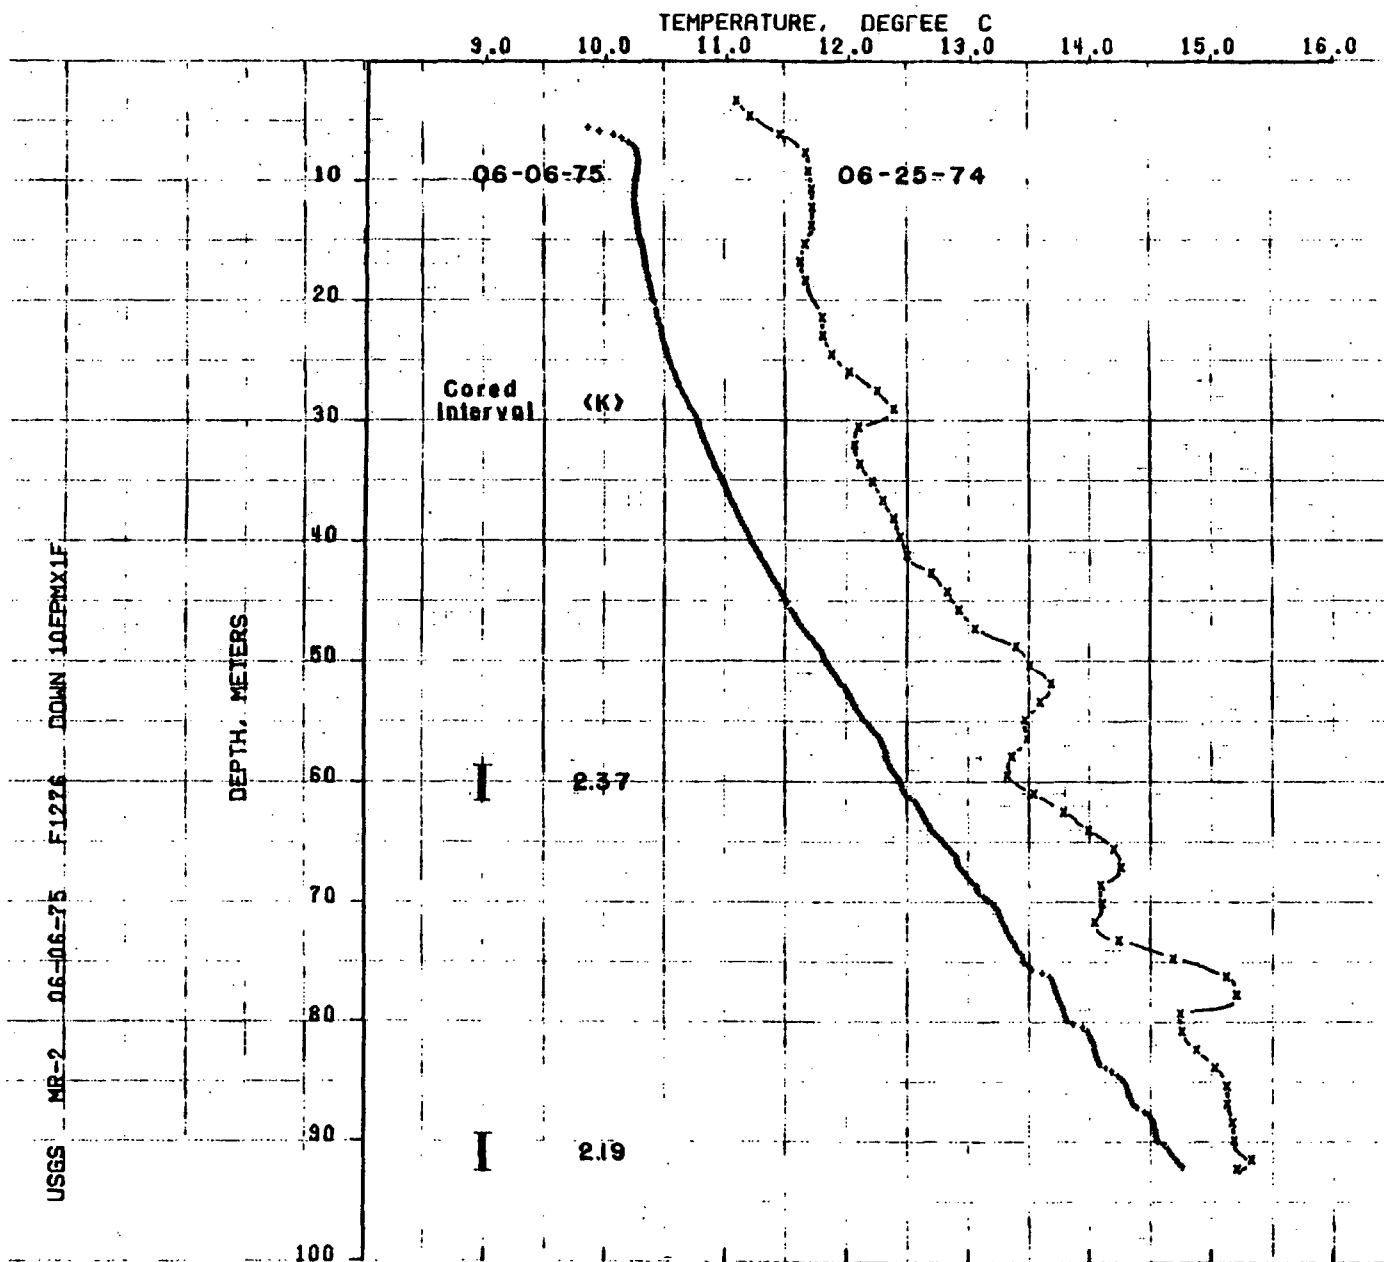 TEMPERATURE, DEGREE C
9.0 10.0 11.0 12.0 13.0 14.0 15.0 16.0
06-06-75 06-25-74
10
20
Cored <K>
Interval
30
40
50
60
2.37
70
80
90
2.19
100
DEPTH, METERS
USGS MR-2 06-06-75 F1276 DOWN 10FPMX1F